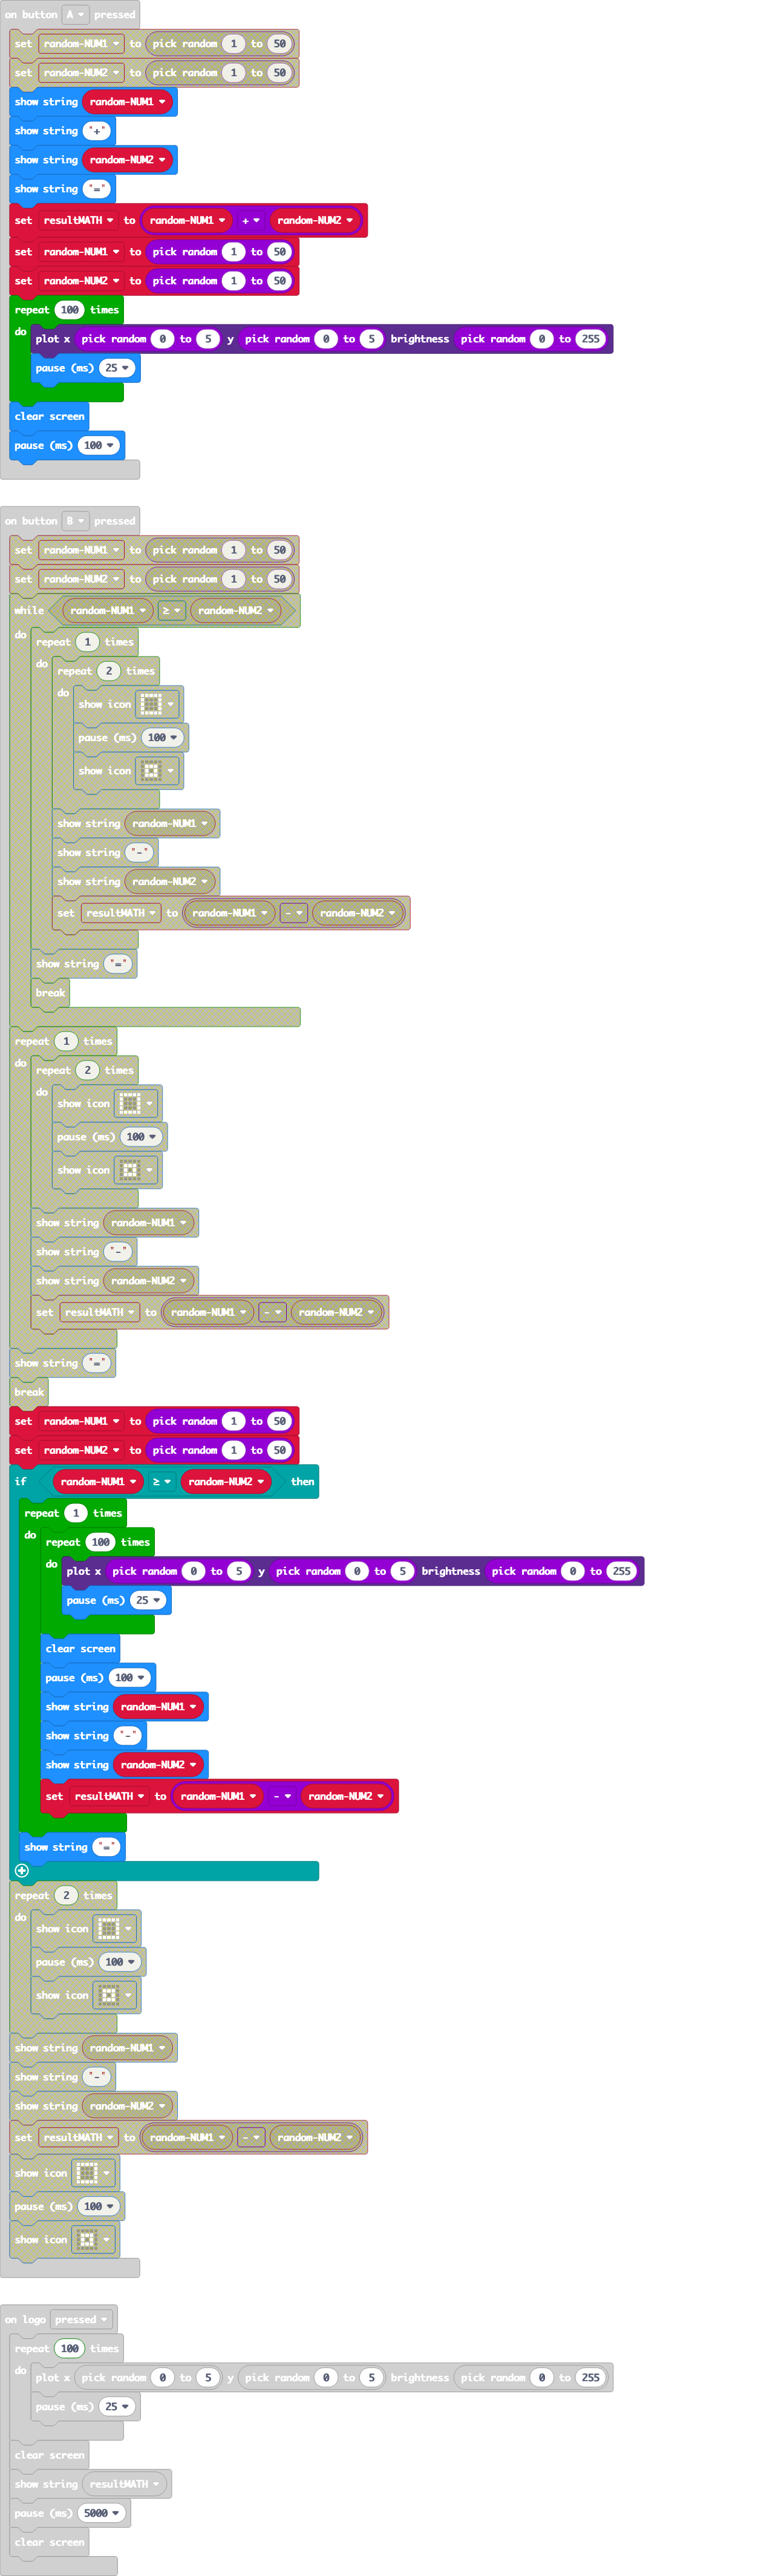 on button A pressed
set random-NUM1 to pick random 1 to 50
set random-NUM2 to pick random 1 to 50
show string random-NUM1
show string "+"
show string random-NUM2
show string "="
set resultMATH to random-NUM1 + random-NUM2
set random-NUM1 to pick random 1 to 50
set random-NUM2 to pick random 1 to 50
repeat 100 times
do plot x pick random 0 to 5 y pick random 0 to 5 brightness pick random 0 to 255
pause (ms) 25
clear screen
pause (ms) 100
on button B pressed
set random-NUM1 to pick random 1 to 50
set random-NUM2 to pick random 1 to 50
while random-NUM1 ≥ random-NUM2
do repeat 1 times
do repeat 2 times
do show icon
pause (ms) 100
show icon
show string random-NUM1
show string "-"
show string random-NUM2
set resultMATH to random-NUM1 - random-NUM2
show string "="
break
repeat 1 times
do repeat 2 times
do show icon
pause (ms) 100
show icon
show string random-NUM1
show string "-"
show string random-NUM2
set resultMATH to random-NUM1 - random-NUM2
show string "="
break
set random-NUM1 to pick random 1 to 50
set random-NUM2 to pick random 1 to 50
if random-NUM1 ≥ random-NUM2 then
repeat 1 times
do repeat 100 times
do plot x pick random 0 to 5 y pick random 0 to 5 brightness pick random 0 to 255
pause (ms) 25
clear screen
pause (ms) 100
show string random-NUM1
show string "-"
show string random-NUM2
set resultMATH to random-NUM1 - random-NUM2
show string "="
repeat 2 times
do show icon
pause (ms) 100
show icon
show string random-NUM1
show string "-"
show string random-NUM2
set resultMATH to random-NUM1 - random-NUM2
show icon
pause (ms) 100
show icon
on logo pressed
repeat 100 times
do plot x pick random 0 to 5 y pick random 0 to 5 brightness pick random 0 to 255
pause (ms) 25
clear screen
show string resultMATH
pause (ms) 5000
clear screen